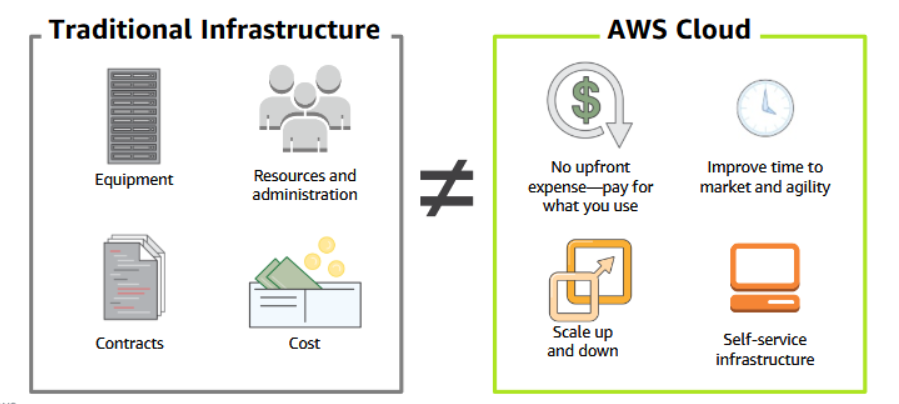 Traditional Infrastructure
Equipment
Resources and
administration
Contracts
Cost
≠
AWS Cloud
$
No upfront
expense—pay for
what you use
Improve time to
market and agility
Scale up
and down
Self-service
infrastructure